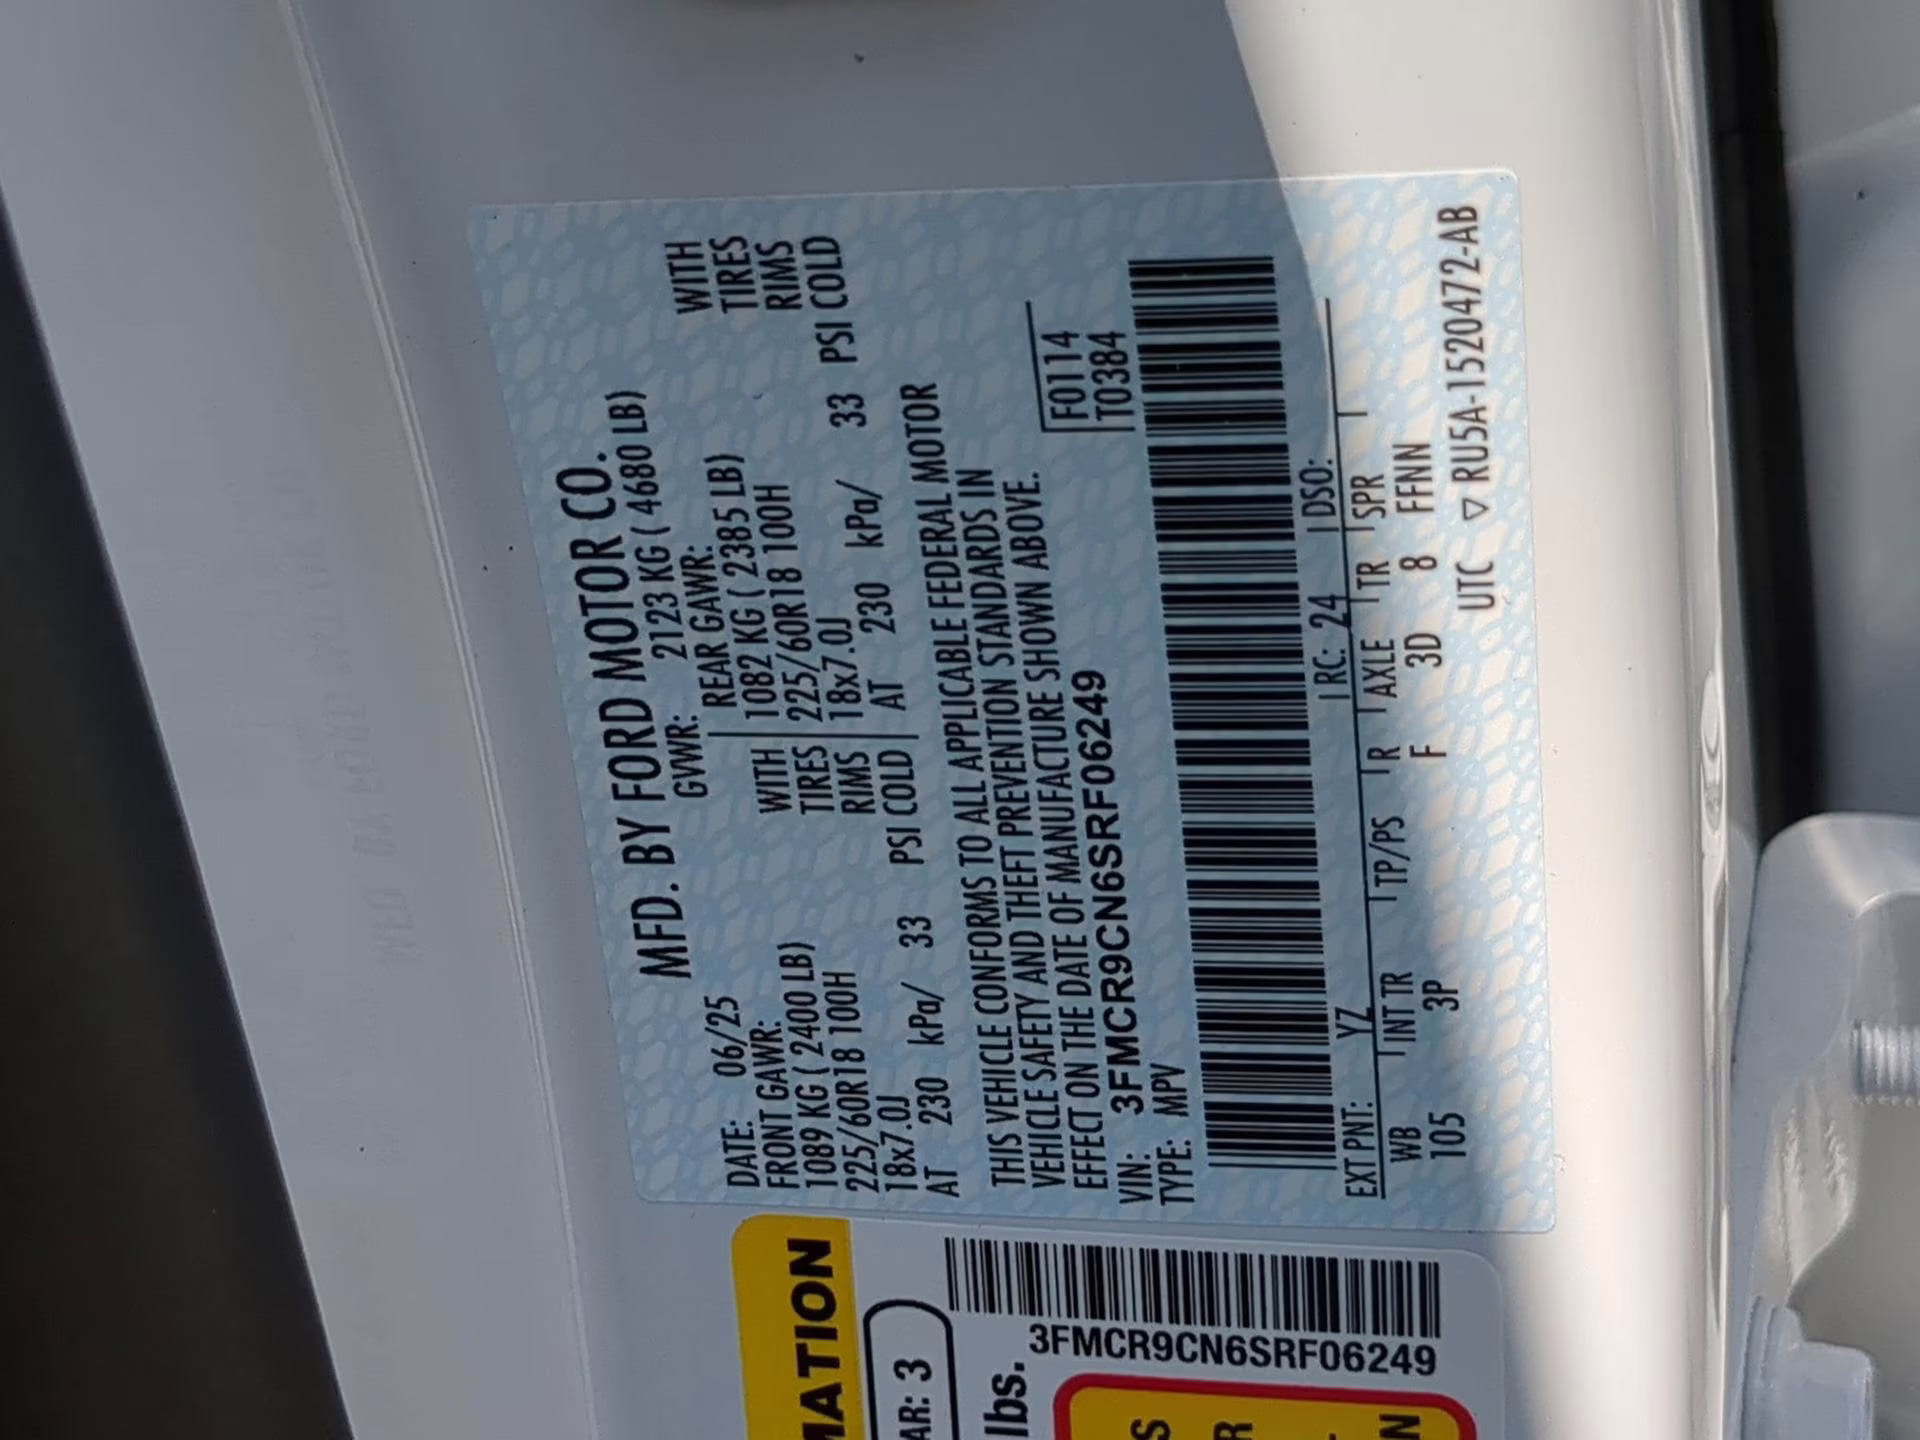 MFD. BY FORD MOTOR CO.
DATE: 06/25 GVWR: 2123 KG ( 4680 LB)
FRONT GAWR: REAR GAWR:
1089 KG ( 2400 LB) WITH 1082 KG ( 2385 LB) WITH
225/60R18 100H TIRES 225/60R18 100H TIRES
18x7.0J RIMS 18x7.0J RIMS
AT 230 kPa/ 33 PSI COLD AT 230 kPa/ 33 PSI COLD
THIS VEHICLE CONFORMS TO ALL APPLICABLE FEDERAL MOTOR
VEHICLE SAFETY AND THEFT PREVENTION STANDARDS IN
EFFECT ON THE DATE OF MANUFACTURE SHOWN ABOVE.
VIN: 3FMCR9CN6SRF06249 F0114
TYPE: MPV T0384
EXT PNT: YZ RC: 24 DSO:
WB INT TR TP/PS R AXLE TR SPR
105 3P F 3D 8 FFNN
UTC ▽ RU5A-1520472-AB
MATION
AR: 3
lbs.
3FMCR9CN6SRF06249
S
R
N